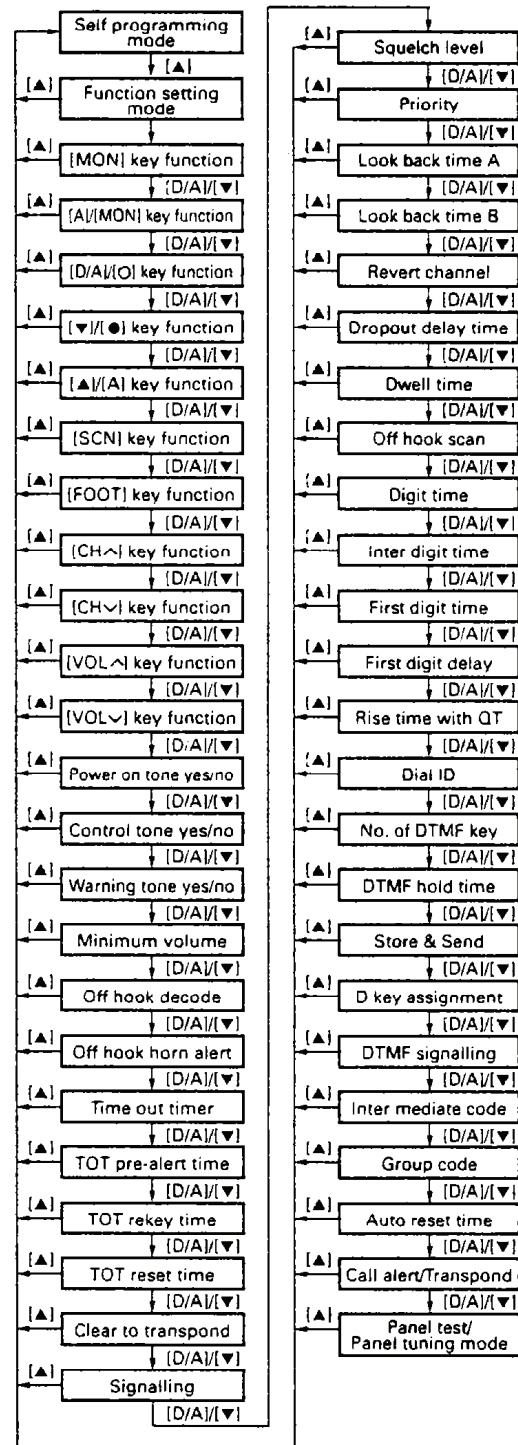 Self programming
mode
[▲]
[▲]
Function setting
mode
[▲]
[MON] key function
[D/A]/[▼]
[▲]
[A]/[MON] key function
[D/A]/[▼]
[▲]
[D/A]/[O] key function
[D/A]/[▼]
[▲]
[▼]/[●] key function
[D/A]/[▼]
[▲]
[▲]/[A] key function
[D/A]/[▼]
[▲]
[SCN] key function
[D/A]/[▼]
[▲]
[FOOT] key function
[D/A]/[▼]
[▲]
[CH∧] key function
[D/A]/[▼]
[▲]
[CH∨] key function
[D/A]/[▼]
[▲]
[VOL∧] key function
[D/A]/[▼]
[▲]
[VOL∨] key function
[D/A]/[▼]
[▲]
Power on tone yes/no
[D/A]/[▼]
[▲]
Control tone yes/no
[D/A]/[▼]
[▲]
Warning tone yes/no
[D/A]/[▼]
[▲]
Minimum volume
[D/A]/[▼]
[▲]
Off hook decode
[D/A]/[▼]
[▲]
Off hook horn alert
[D/A]/[▼]
[▲]
Time out timer
[D/A]/[▼]
[▲]
TOT pre-alert time
[D/A]/[▼]
[▲]
TOT rekey time
[D/A]/[▼]
[▲]
TOT reset time
[D/A]/[▼]
[▲]
Clear to transpond
[D/A]/[▼]
[▲]
Signalling
[D/A]/[▼]
[▲]
Squelch level
[D/A]/[▼]
[▲]
Priority
[D/A]/[▼]
[▲]
Look back time A
[D/A]/[▼]
[▲]
Look back time B
[D/A]/[▼]
[▲]
Revert channel
[D/A]/[▼]
[▲]
Dropout delay time
[D/A]/[▼]
[▲]
Dwell time
[D/A]/[▼]
[▲]
Off hook scan
[D/A]/[▼]
[▲]
Digit time
[D/A]/[▼]
[▲]
Inter digit time
[D/A]/[▼]
[▲]
First digit time
[D/A]/[▼]
[▲]
First digit delay
[D/A]/[▼]
[▲]
Rise time with QT
[D/A]/[▼]
[▲]
Dial ID
[D/A]/[▼]
[▲]
No. of DTMF key
[D/A]/[▼]
[▲]
DTMF hold time
[D/A]/[▼]
[▲]
Store & Send
[D/A]/[▼]
[▲]
D key assignment
[D/A]/[▼]
[▲]
DTMF signalling
[D/A]/[▼]
[▲]
Inter mediate code
[D/A]/[▼]
[▲]
Group code
[D/A]/[▼]
[▲]
Auto reset time
[D/A]/[▼]
[▲]
Call alert/Transpond
[D/A]/[▼]
[▲]
Panel test/
Panel tuning mode